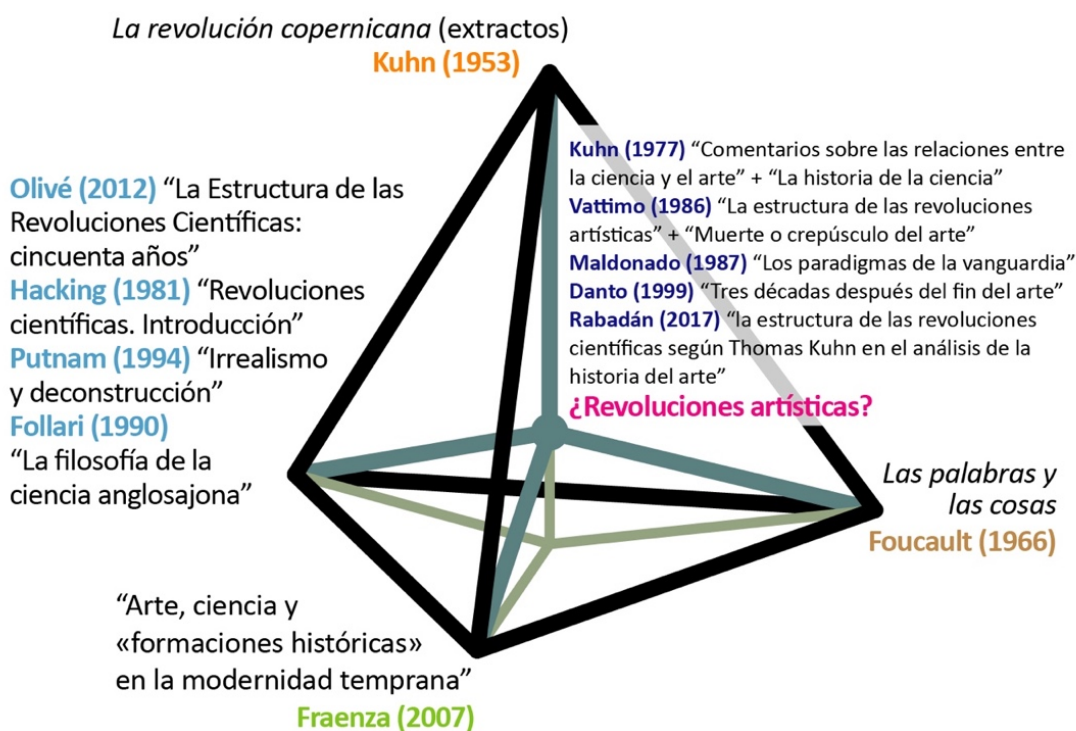 La revolución copernicana (extractos)
Kuhn (1953)
Kuhn (1977) “Comentarios sobre las relaciones entre
la ciencia y el arte” + “La historia de la ciencia”
Vattimo (1986) “La estructura de las revoluciones
artísticas” + “Muerte o crepúsculo del arte”
Maldonado (1987) “Los paradigmas de la vanguardia”
Danto (1999) “Tres décadas después del fin del arte”
Rabadán (2017) “la estructura de las revoluciones
científicas según Thomas Kuhn en el análisis de la
historia del arte”
¿Revoluciones artísticas?
Olivé (2012) “La Estructura de las
Revoluciones Científicas:
cincuenta años”
Hacking (1981) “Revoluciones
científicas. Introducción”
Putnam (1994) “Irrealismo
y deconstrucción”
Follari (1990)
“La filosofía de la
ciencia anglosajona”
Las palabras y
las cosas
Foucault (1966)
“Arte, ciencia y
«formaciones históricas»
en la modernidad temprana”
Fraenza (2007)